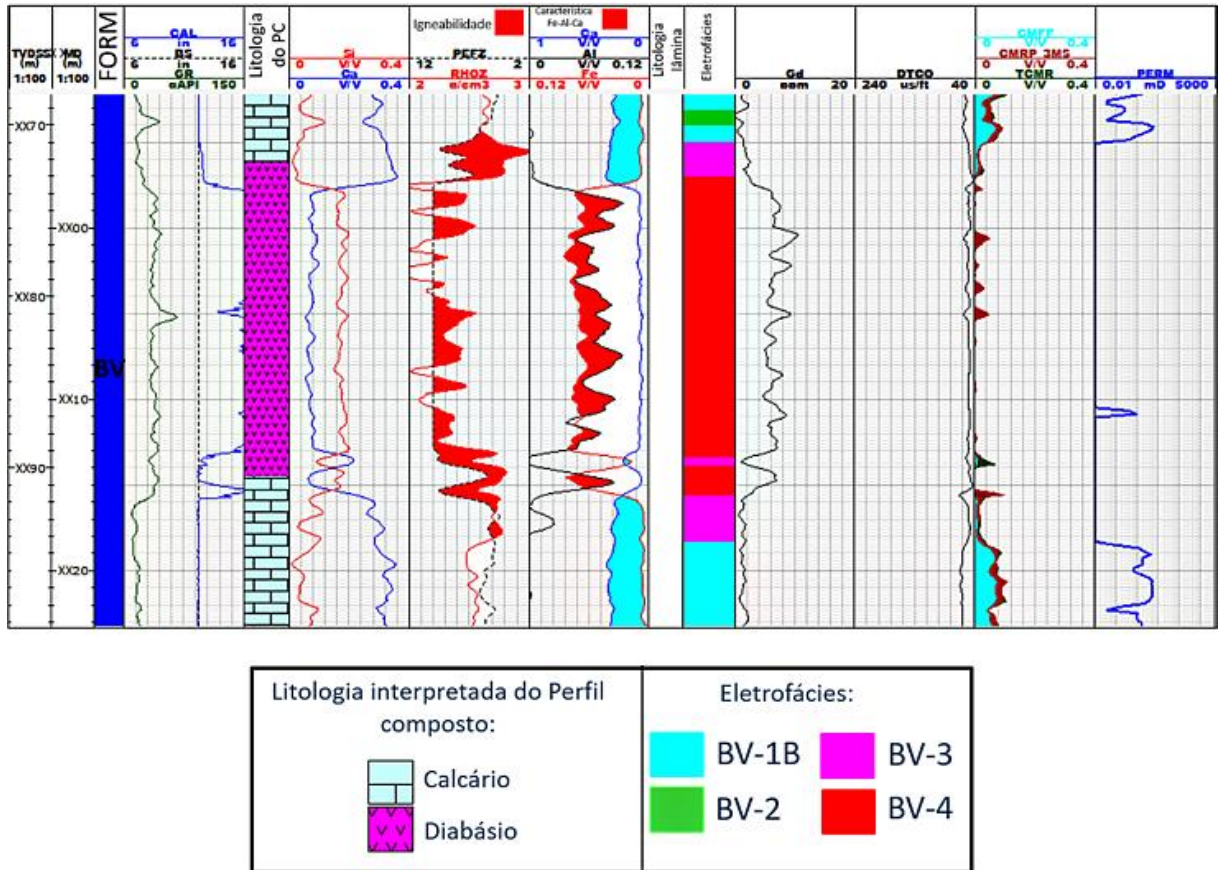 Igneabilidade
Característica
Fe-Al-Ca
TVDSS
(m)
1:100
MD
(m)
1:100
FORM
CAL
6 in 16
BS
6 in 16
GR
gAPI 150
Litologia
do PC
Si
0 V/V 0.4
Ca
0 V/V 0.4
PEFZ
12 2
RHOZ
2 g/cm3 3
Ca
1 V/V 0
Al
0 V/V 0.12
Fe
0.12 V/V 0
Litologia
lâmina
Eletrofácies
Gd
0 20
DTCO
240 us/ft 40
CMFF
0 V/V 0.4
CMRP_3MS
0 V/V 0.4
TCMR
0 V/V 0.4
PERM
0.01 mD 5000
XX70
XX00
XX80
BV
XX10
XX90
XX20
Litologia interpretada do Perfil
composto:
Calcário
Diabásio
Eletrofácies:
BV-1B
BV-3
BV-2
BV-4